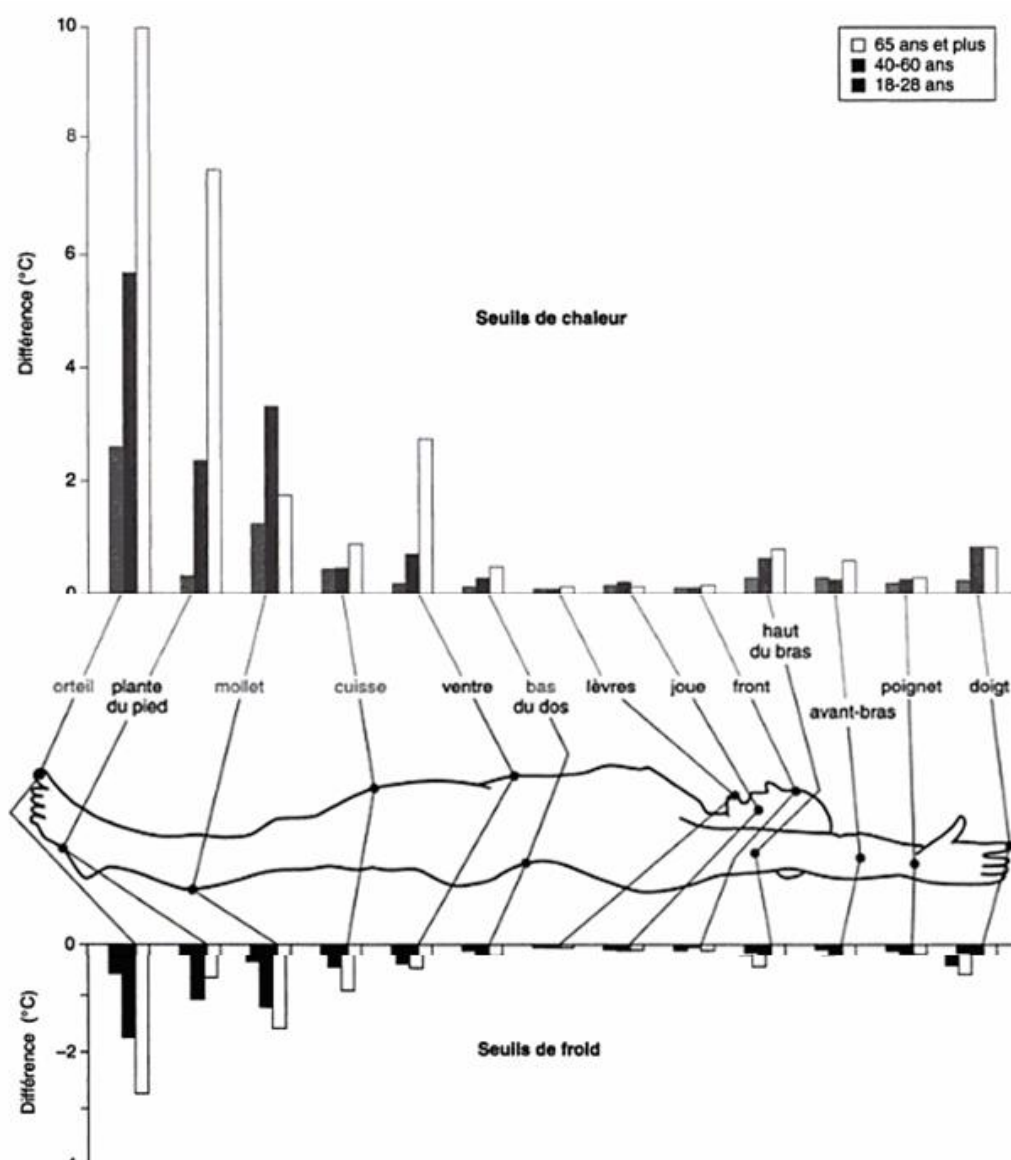 10
65 ans et plus
40-60 ans
18-28 ans
8
6
Différence (°C)
Seuils de chaleur
4
2
0
haut
du bras
orteil plante mollet cuisse ventre bas lèvres joue front poignet doigt
du pied du dos avant-bras
0
Différence (°C)
Seuils de froid
–2